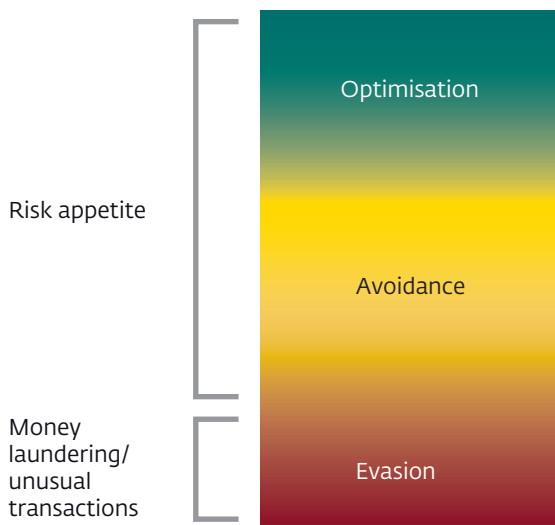 Optimisation
Risk appetite
Avoidance
Money
laundering/
unusual
transactions
Evasion